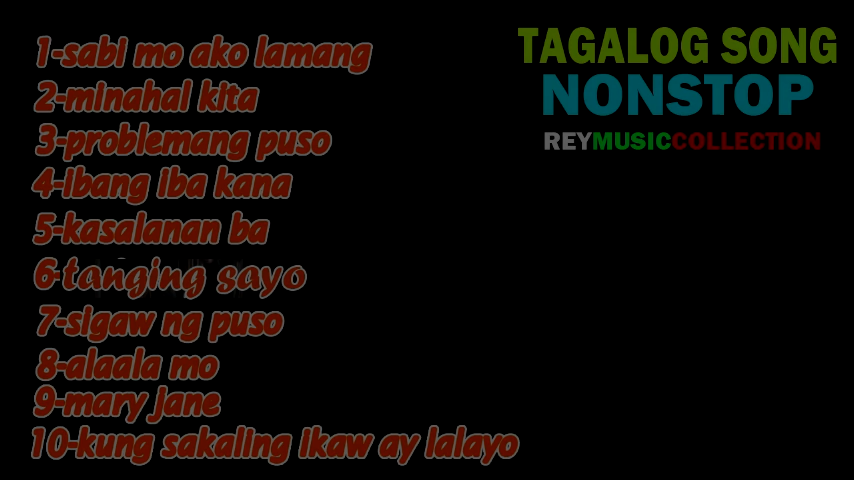 1-sabi mo ako lamang
2-minahal kita
3-problemang puso
4-ibang iba kana
5-kasalanan ba
6-tanging sayo
7-sigaw ng puso
8-alaala mo
9-mary jane
10-kung sakaling ikaw ay lalayo
TAGALOG SONG
NONSTOP
REYMUSICCOLLECTION